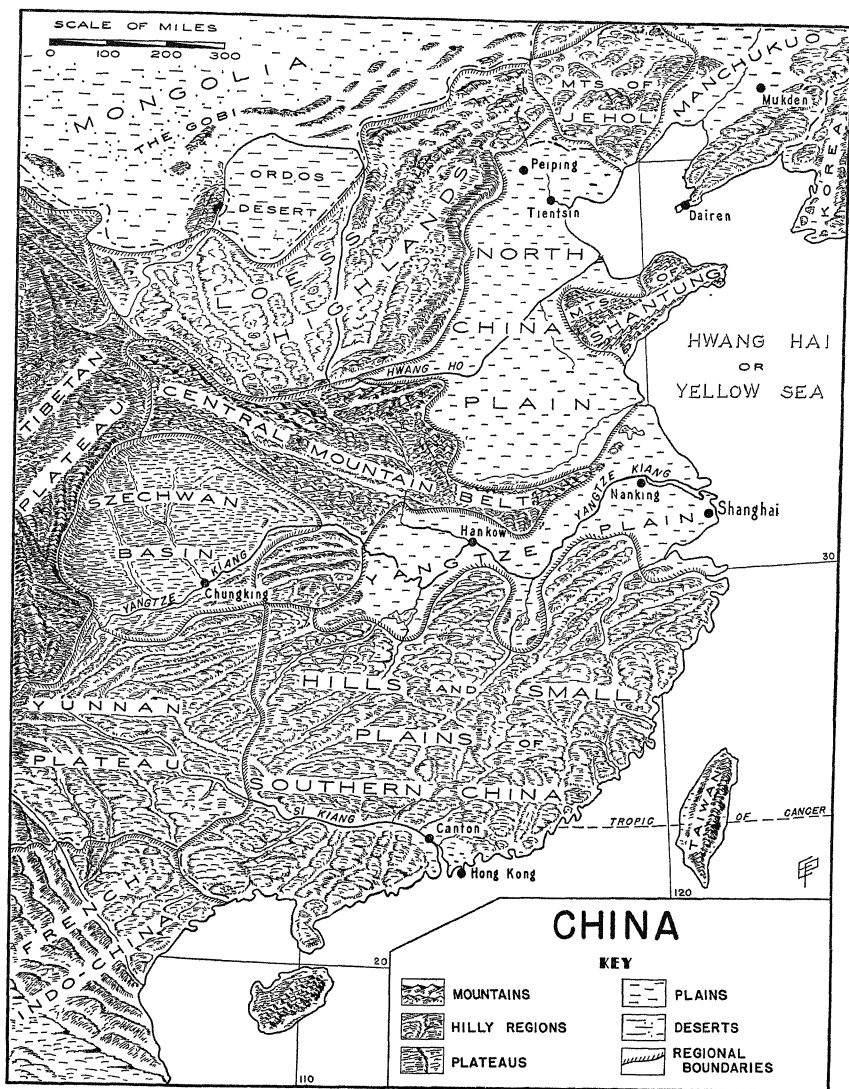 SCALE OF MILES
0 100 200 300
MONGOLIA
THE GOBI
MTS OF
JEHOL
MANCHUKUO
Mukden
KOREA
ORDOS
DESERT
Peiping
Tientsin
Dairen
LOESS
HIGHLANDS
NORTH
CHINA
PLAIN
MTS OF
SHANTUNG
HWANG HO
HWANG HAI
OR
YELLOW SEA
TIBETAN
PLATEAU
CENTRAL MOUNTAIN BELT
SZECHWAN
BASIN
YANGTZE KIANG
Chungking
Hankow
YANGTZE PLAIN
YANGTZE KIANG
Nanking
Shanghai
30
HILLS AND SMALL
PLAINS OF
SOUTHERN CHINA
YUNNAN
PLATEAU
SI KIANG
Canton
Hong Kong
TROPIC OF CANCER
TAIWAN
120
FRENCH
INDO-CHINA
20
110
CHINA
KEY
MOUNTAINS
HILLY REGIONS
PLATEAUS
PLAINS
DESERTS
REGIONAL
BOUNDARIES